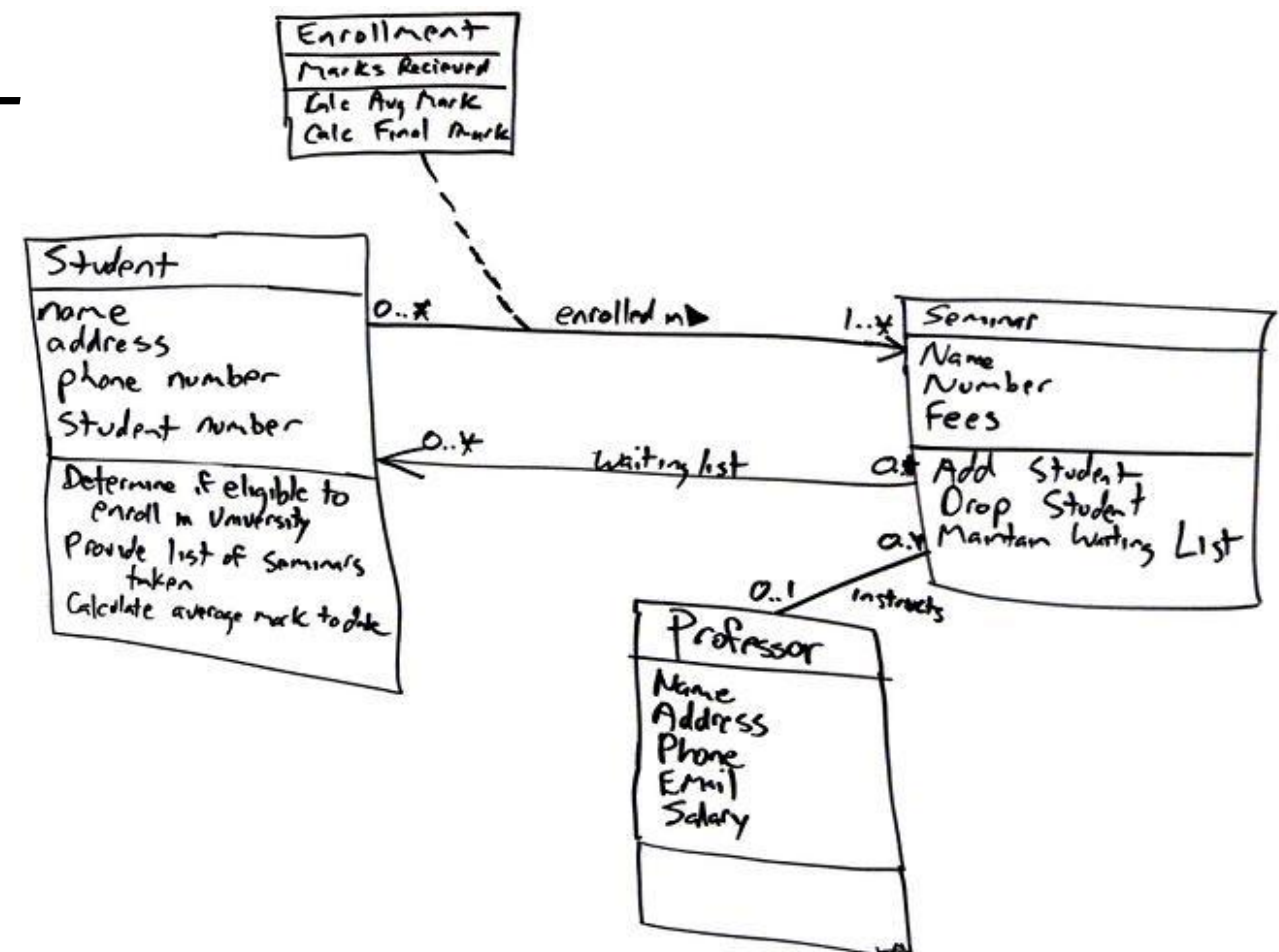 Enrollment
Marks Recieved
Calc Avg Mark
Calc Final Mark
Student
name
address
phone number
Student number
Determine if eligible to
enroll in University
Provide list of Seminars
taken
Calculate average mark to date
0..*
enrolled in
1..*
0..*
Waiting list
0..*
Seminar
Name
Number
Fees
Add Student
Drop Student
Maintain Waiting List
0..*
instructs
0..1
Professor
Name
Address
Phone
Email
Salary